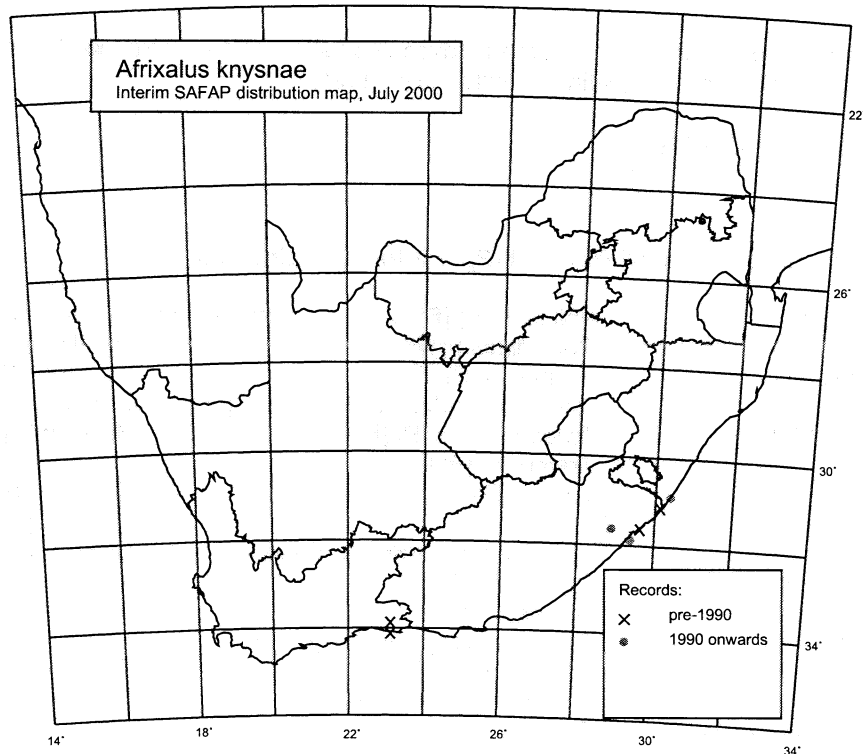 Afrixalus knysnae
Interim SAFAP distribution map, July 2000
22
26°
30°
Records:
pre-1990
1990 onwards
34°
14°
18°
22°
26°
30°
34°